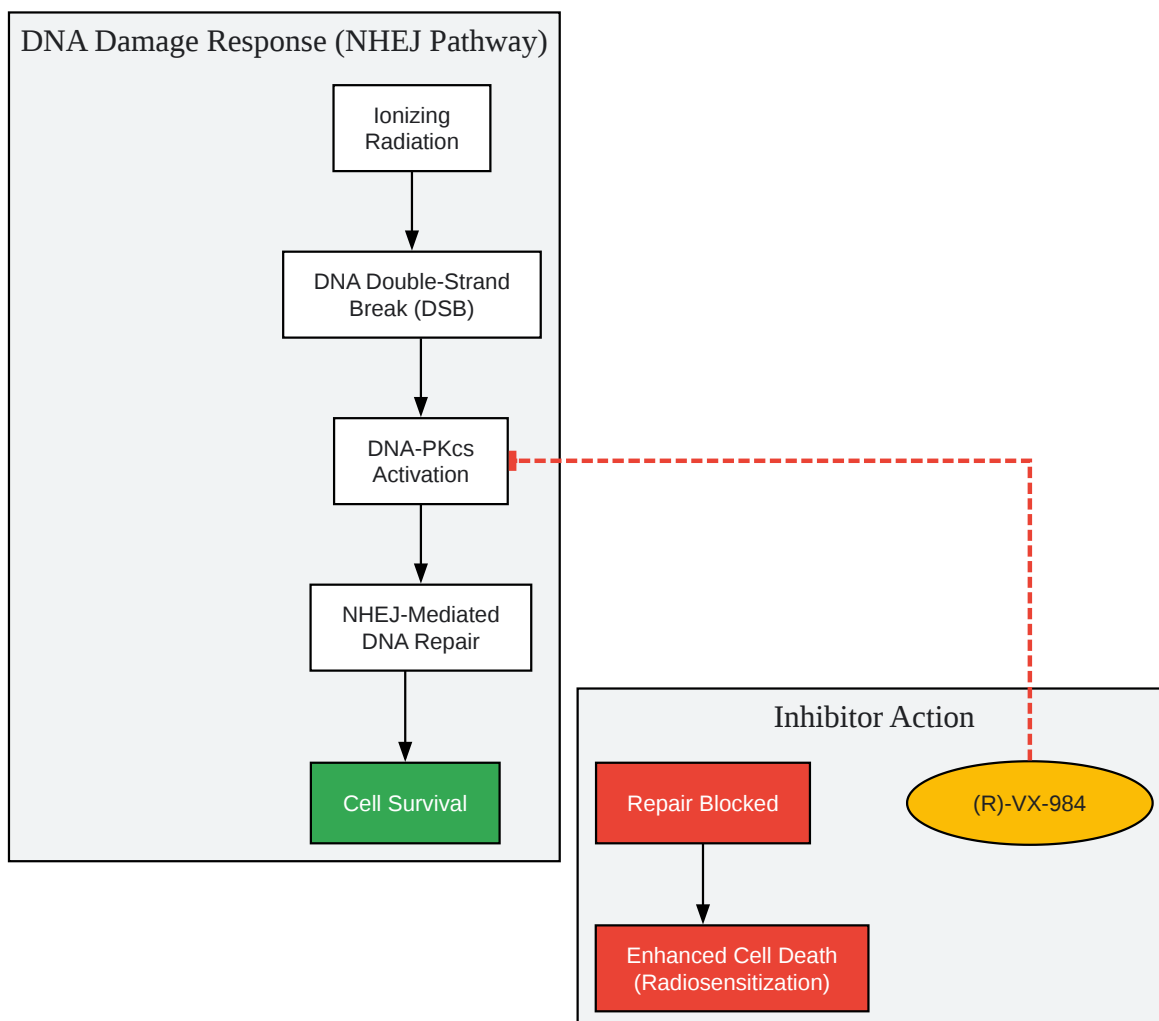 DNA Damage Response (NHEJ Pathway)
Ionizing
Radiation
DNA Double-Strand
Break (DSB)
DNA-PKcs
Activation
NHEJ-Mediated
DNA Repair
Cell Survival
Inhibitor Action
Repair Blocked
(R)-VX-984
Enhanced Cell Death
(Radiosensitization)